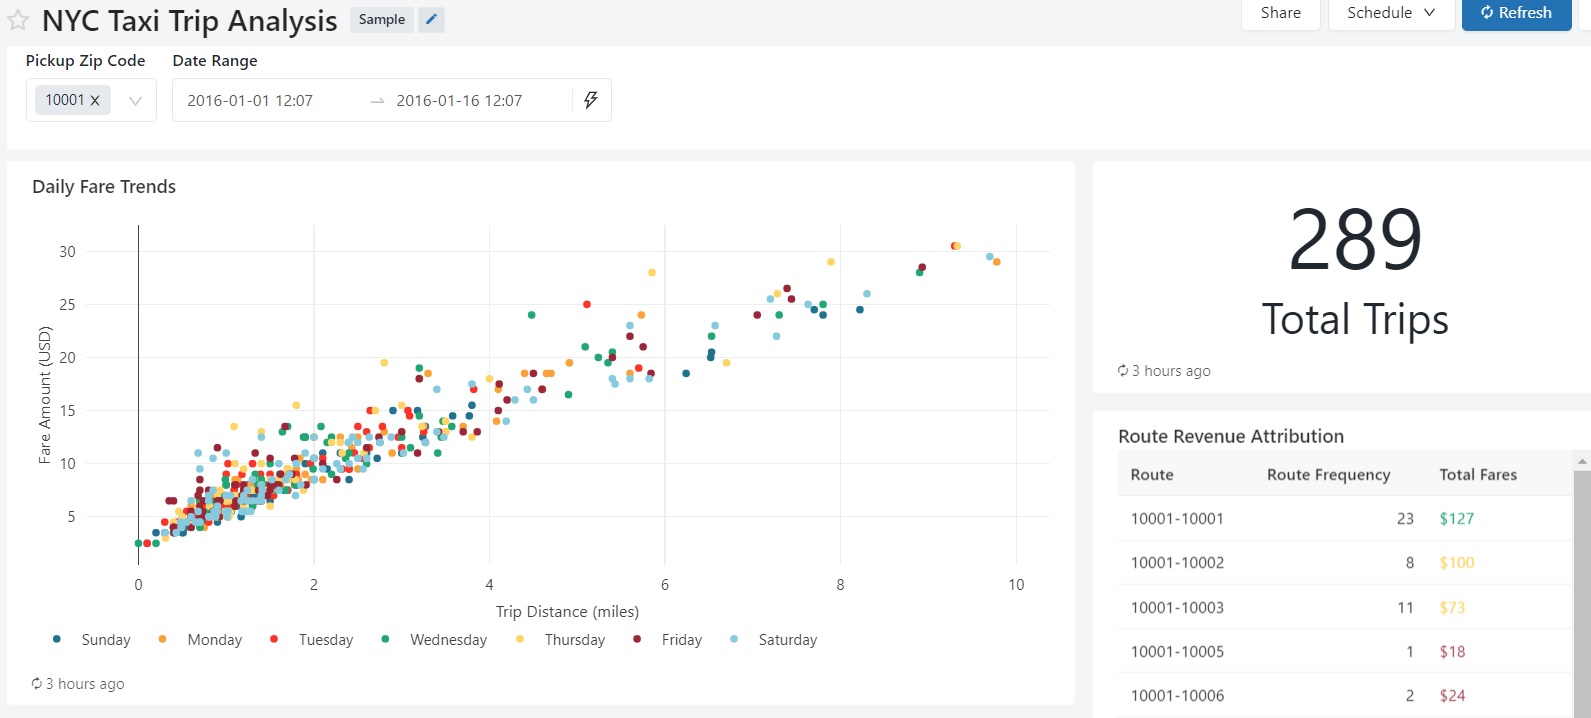 NYC Taxi Trip Analysis Sample Share Schedule Refresh
Pickup Zip Code Date Range
10001 X 2016-01-01 12:07 → 2016-01-16 12:07
Daily Fare Trends
Fare Amount (USD)
30
25
20
15
10
5
0 2 4 6 8 10
Trip Distance (miles)
Sunday Monday Tuesday Wednesday Thursday Friday Saturday
3 hours ago
289
Total Trips
3 hours ago
Route Revenue Attribution
Route Route Frequency Total Fares
10001-10001 23 $127
10001-10002 8 $100
10001-10003 11 $73
10001-10005 1 $18
10001-10006 2 $24